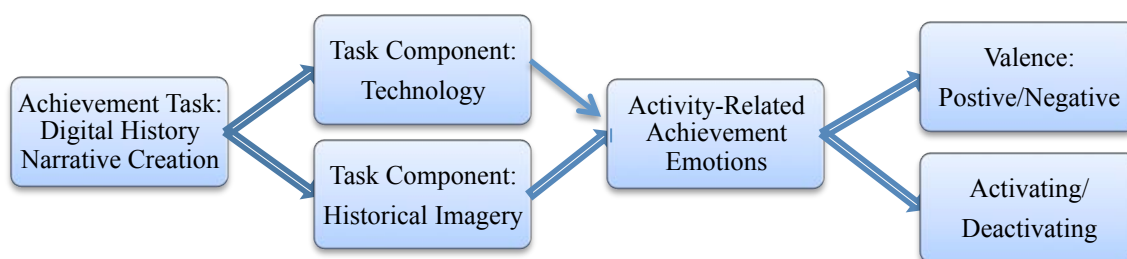 Achievement Task:
Digital History
Narrative Creation
Task Component:
Technology
Task Component:
Historical Imagery
Activity-Related
Achievement
Emotions
Valence:
Postive/Negative
Activating/
Deactivating